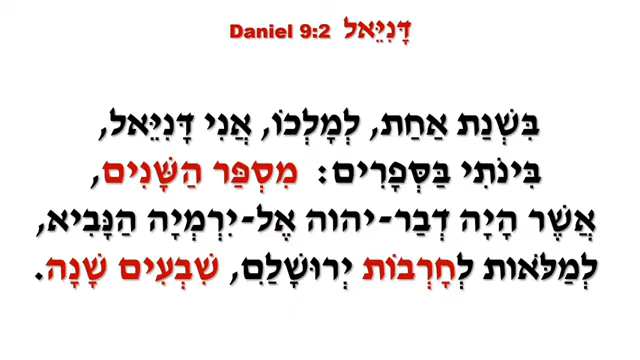 דָּנִיֵּאל Daniel 9:2
בִּשְׁנַת אַחַת, לְמָלְכוֹ, אֲנִי דָּנִיֵּאל,
בִּינֹתִי בַּסְּפָרִים: מִסְפַּר הַשָּׁנִים,
אֲשֶׁר הָיָה דְבַר-יהוה אֶל-יִרְמְיָה הַנָּבִיא,
לְמַלֹּאות לְחָרְבוֹת יְרוּשָׁלַםִ, שִׁבְעִים שָׁנָה.